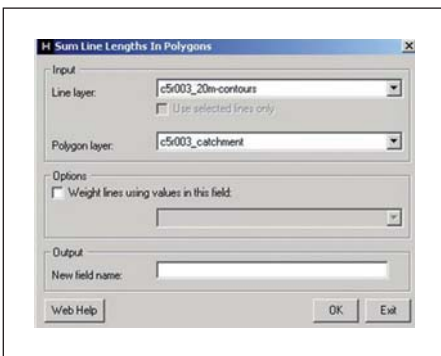 H Sum Line Lengths In Polygons
Input
Line layer: c5r003_20m-contours
Use selected lines only
Polygon layer: c5r003_catchment
Options
Weight lines using values in this field:
Output
New field name:
Web Help OK Exit